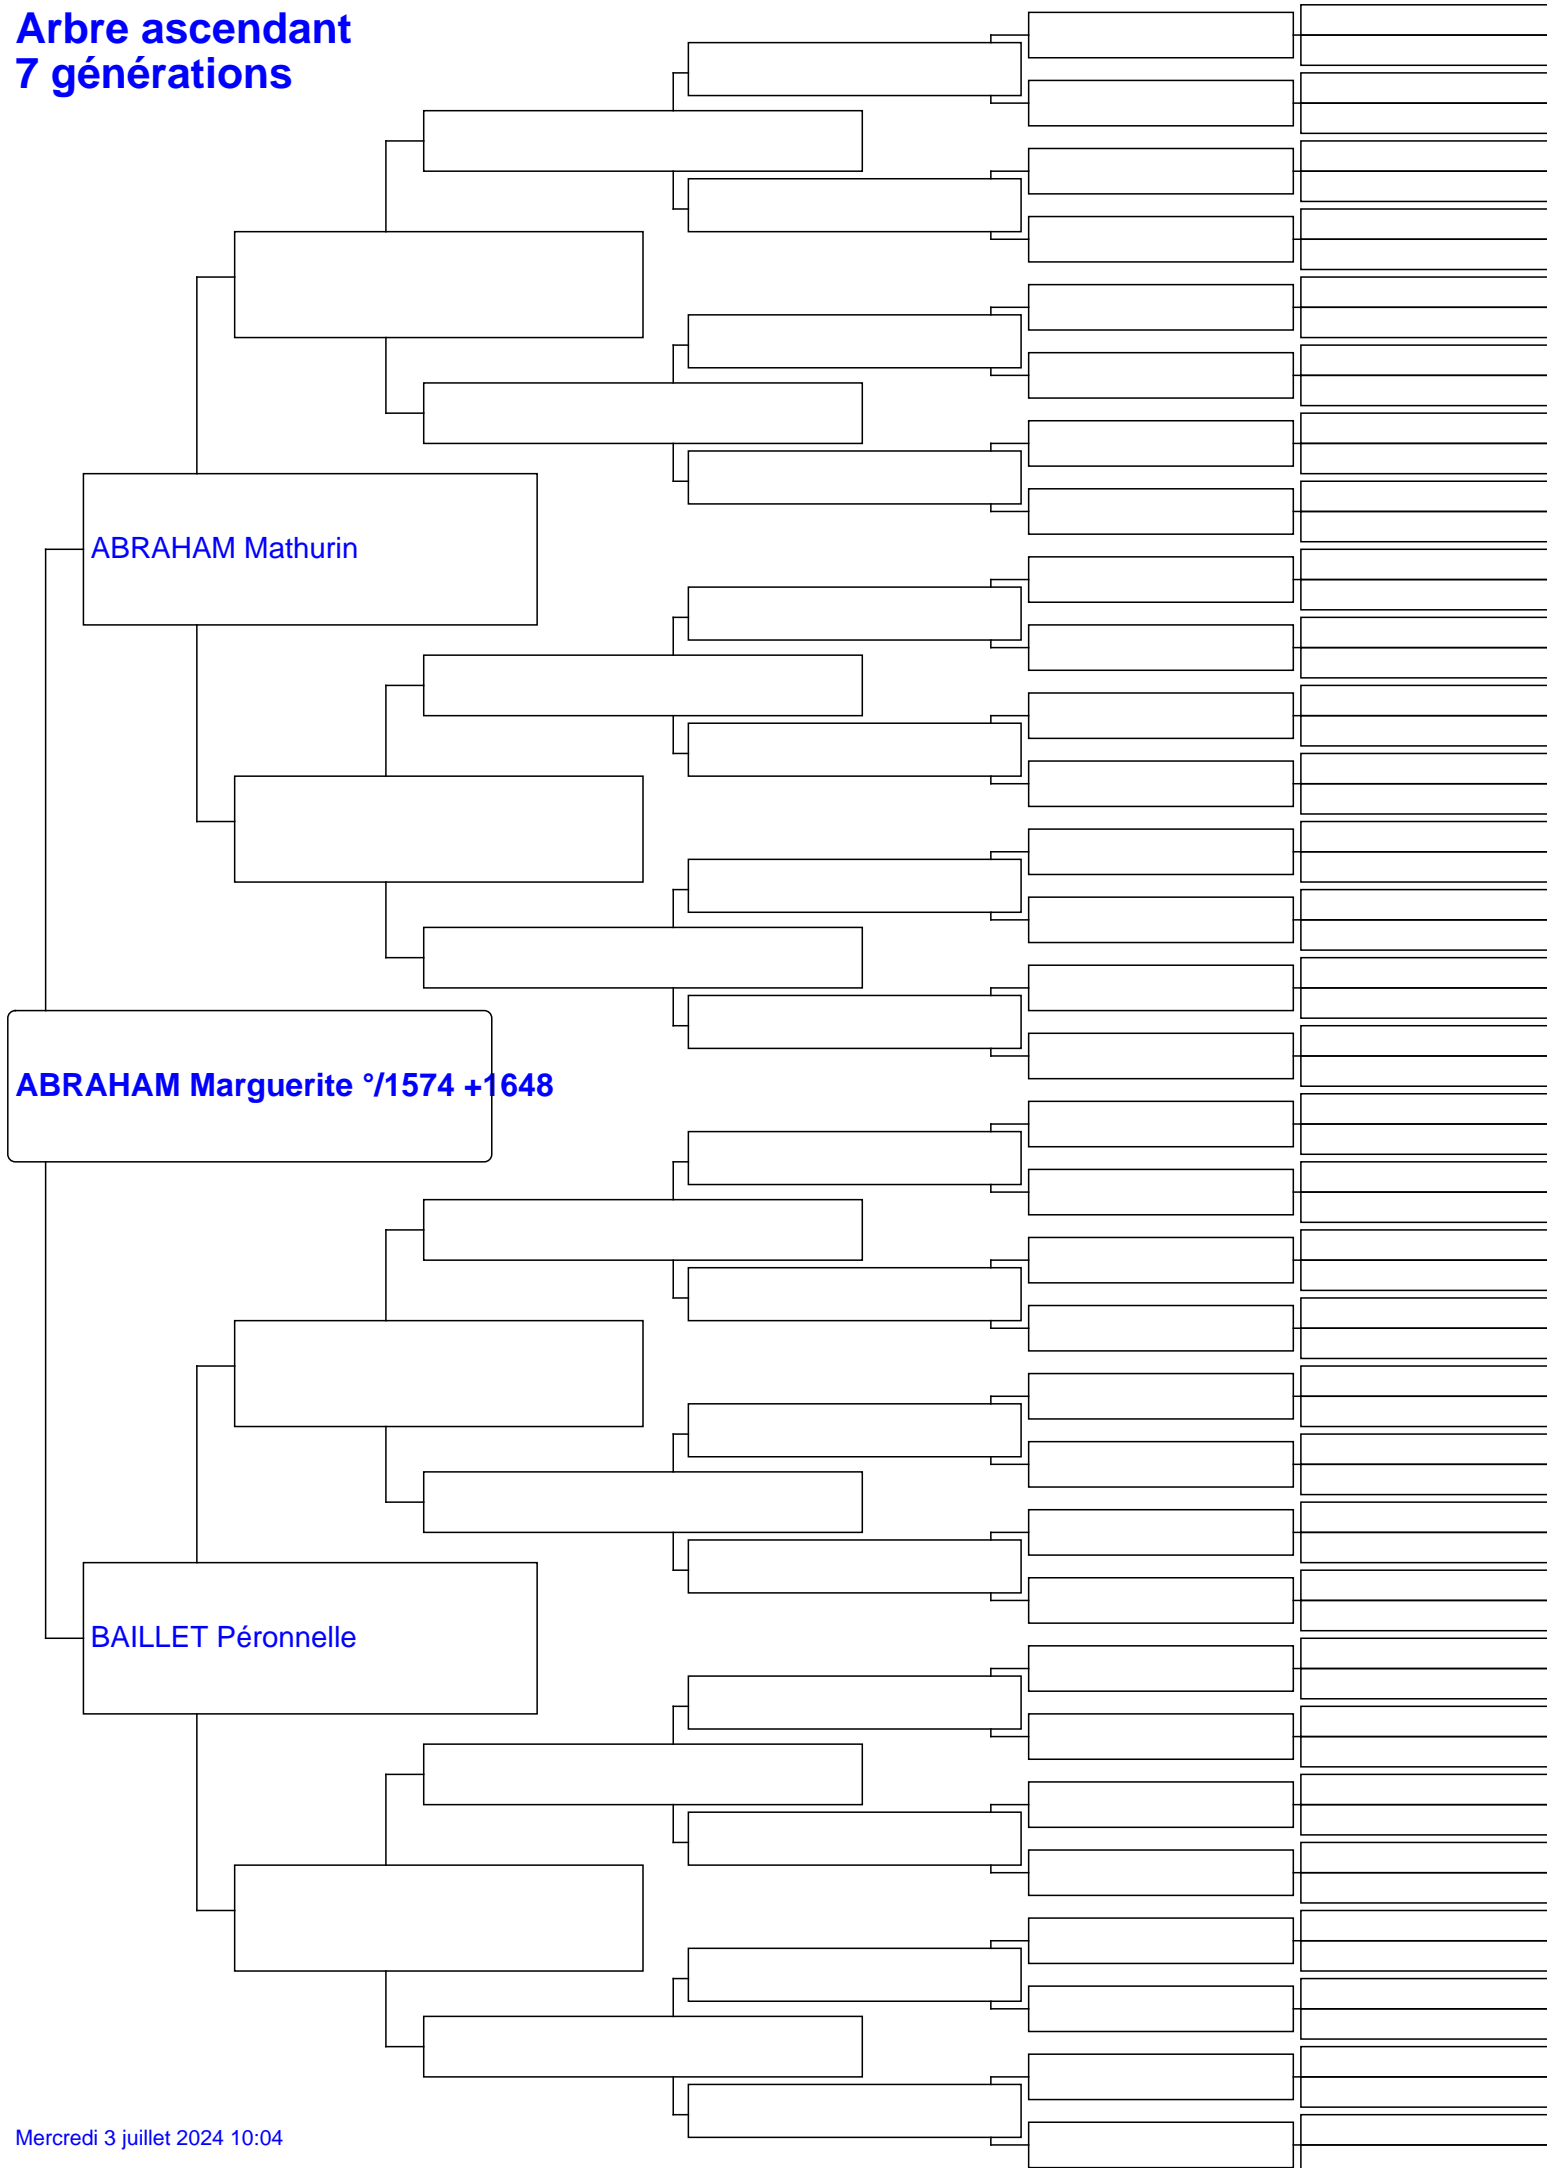 Arbre ascendant
7 générations
ABRAHAM Mathurin
ABRAHAM Marguerite °/1574 +1648
BAILLET Péronnelle
Mercredi 3 juillet 2024 10:04